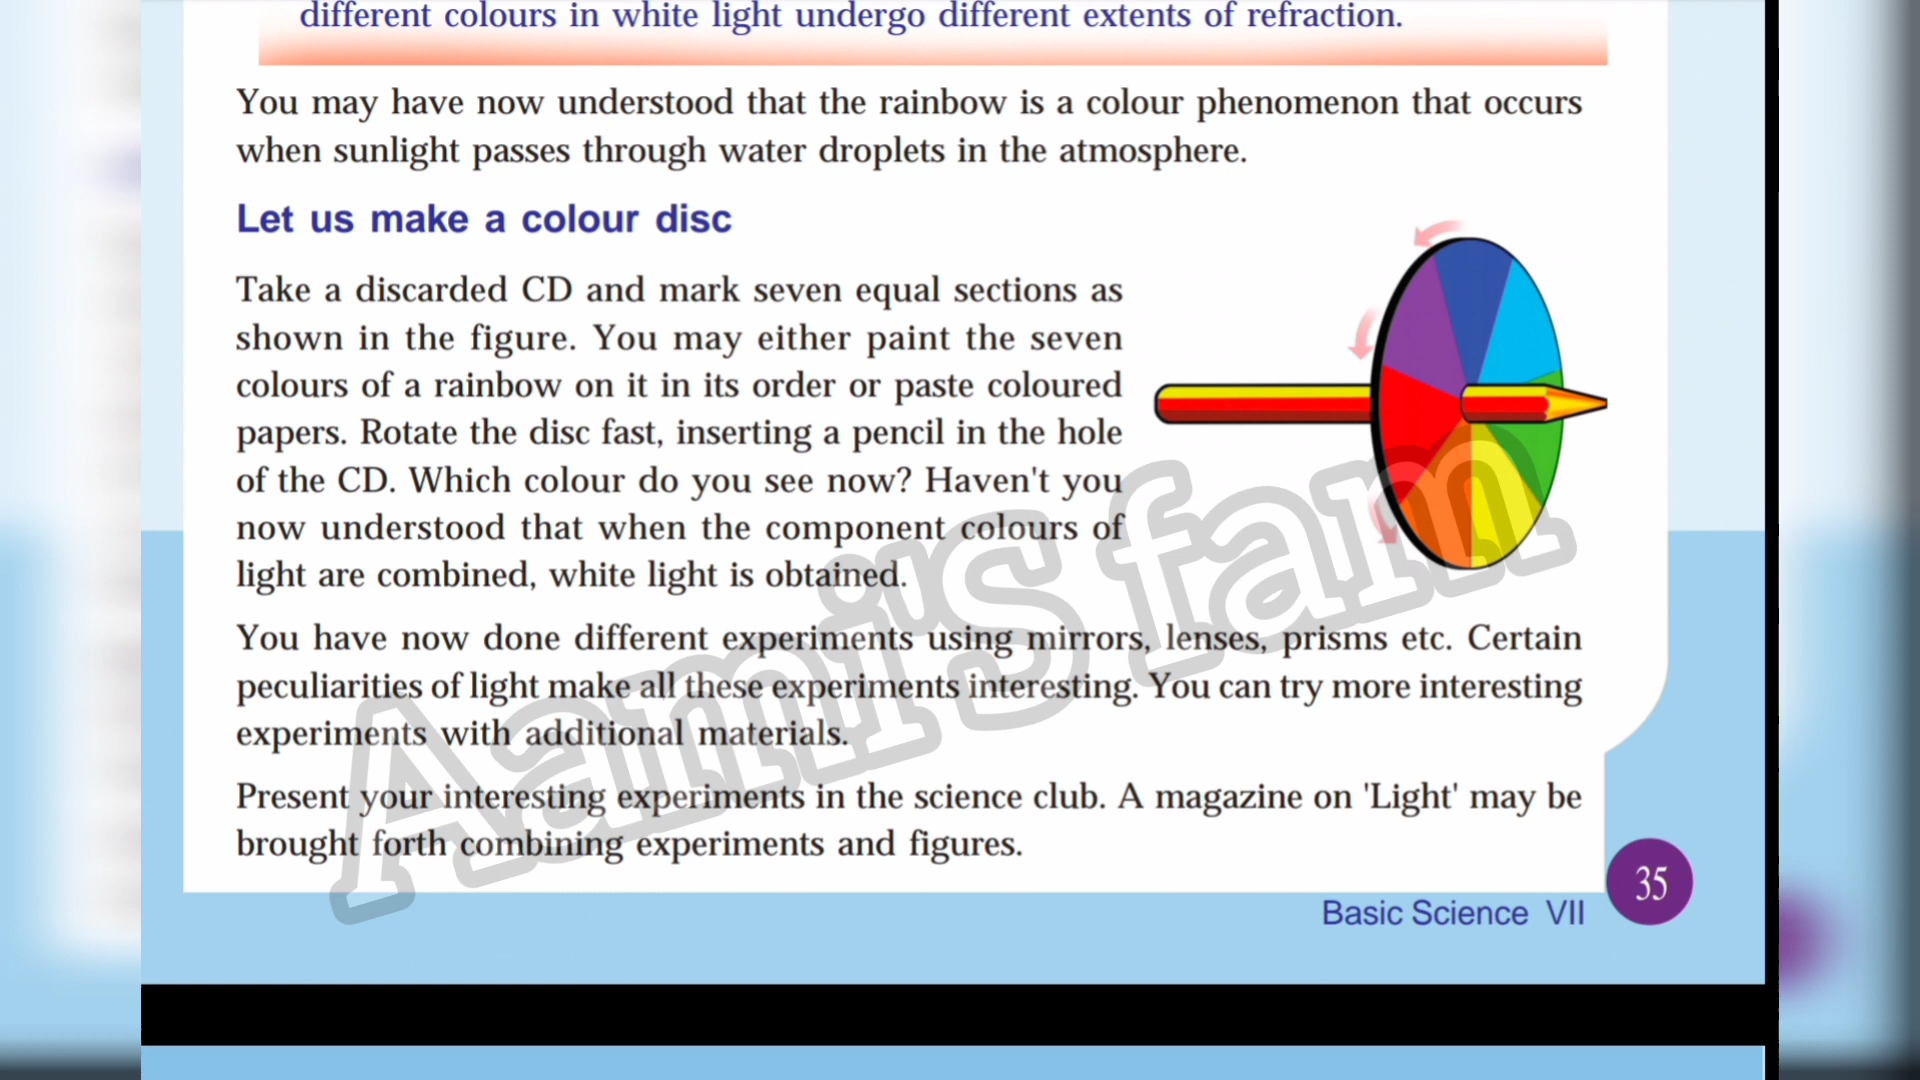 different colours in white light undergo different extents of refraction.
You may have now understood that the rainbow is a colour phenomenon that occurs
when sunlight passes through water droplets in the atmosphere.
Let us make a colour disc
Take a discarded CD and mark seven equal sections as
shown in the figure. You may either paint the seven
colours of a rainbow on it in its order or paste coloured
papers. Rotate the disc fast, inserting a pencil in the hole
of the CD. Which colour do you see now? Haven't you
now understood that when the component colours of
light are combined, white light is obtained.
You have now done different experiments using mirrors, lenses, prisms etc. Certain
peculiarities of light make all these experiments interesting. You can try more interesting
experiments with additional materials.
Present your interesting experiments in the science club. A magazine on 'Light' may be
brought forth combining experiments and figures.
Aami'S fam
35
Basic Science VII